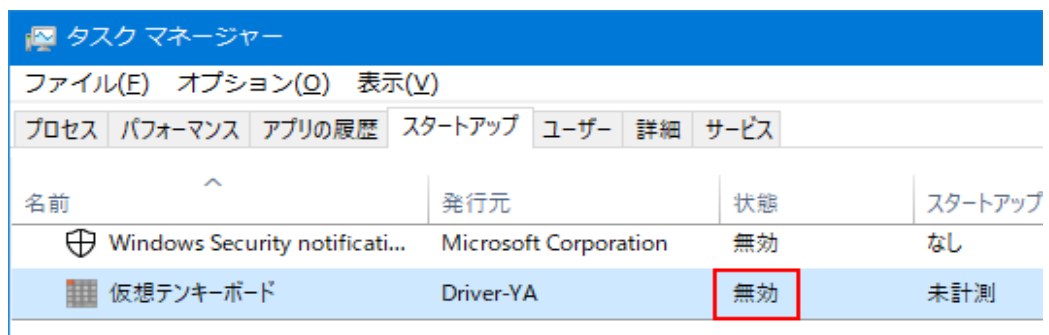 タスク マネージャー
ファイル(F) オプション(O) 表示(V)
プロセス パフォーマンス アプリの履歴 スタートアップ ユーザー 詳細 サービス
名前 発行元 状態 スタートアップ
Windows Security notificati... Microsoft Corporation 無効 なし
仮想テンキーボード Driver-YA 無効 未計測